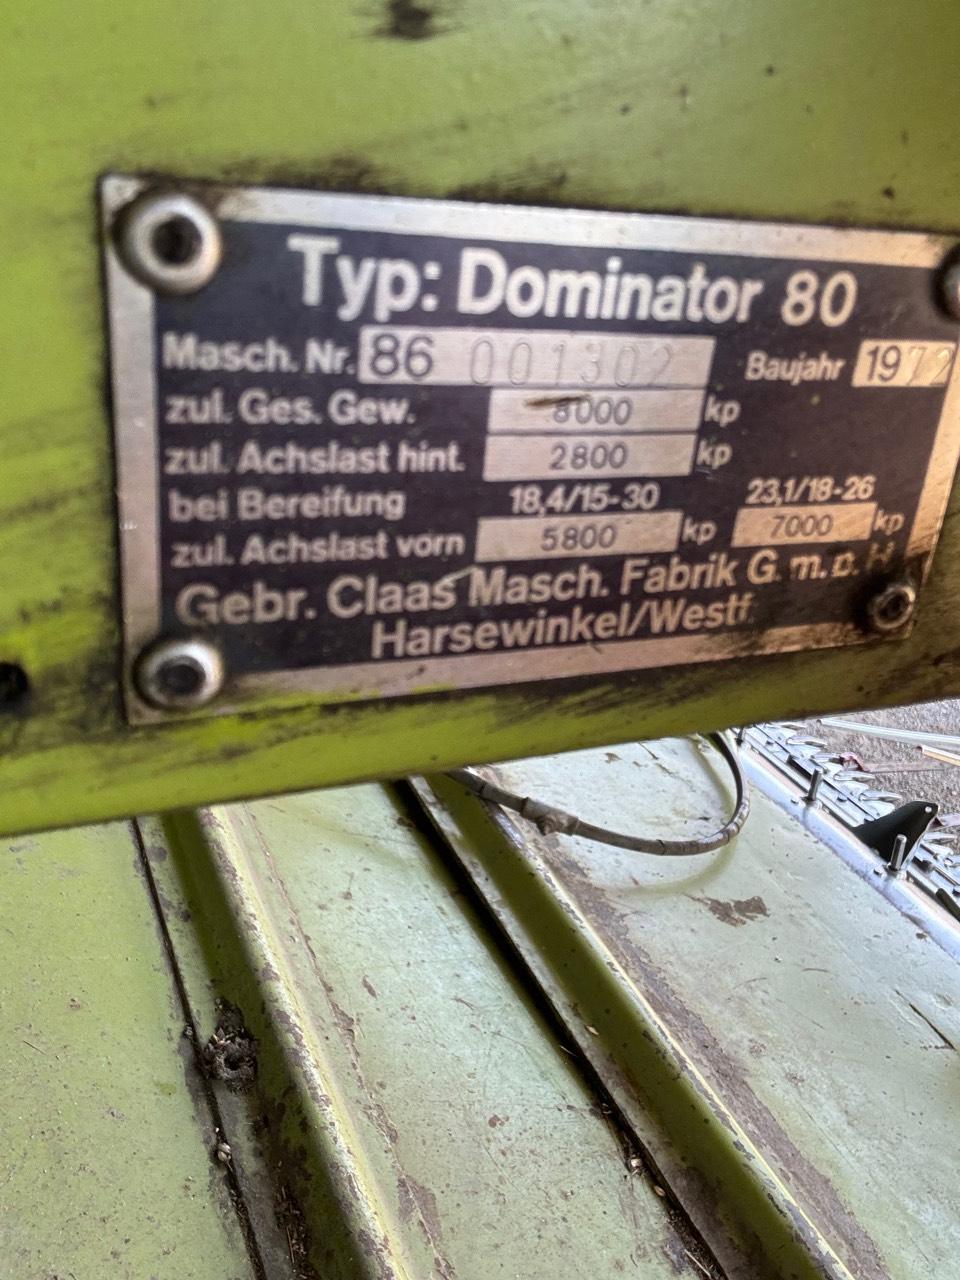 Typ: Dominator 80
Masch. Nr. 86 001302 Baujahr 1972
zul. Ges. Gew. 8000 kp
zul. Achslast hint. 2800 kp
bei Bereifung 18,4/15-30 23,1/18-26
zul. Achslast vorn 5800 kp 7000 kp
Gebr. Claas Masch. Fabrik G.m.b.H
Harsewinkel/Westf.